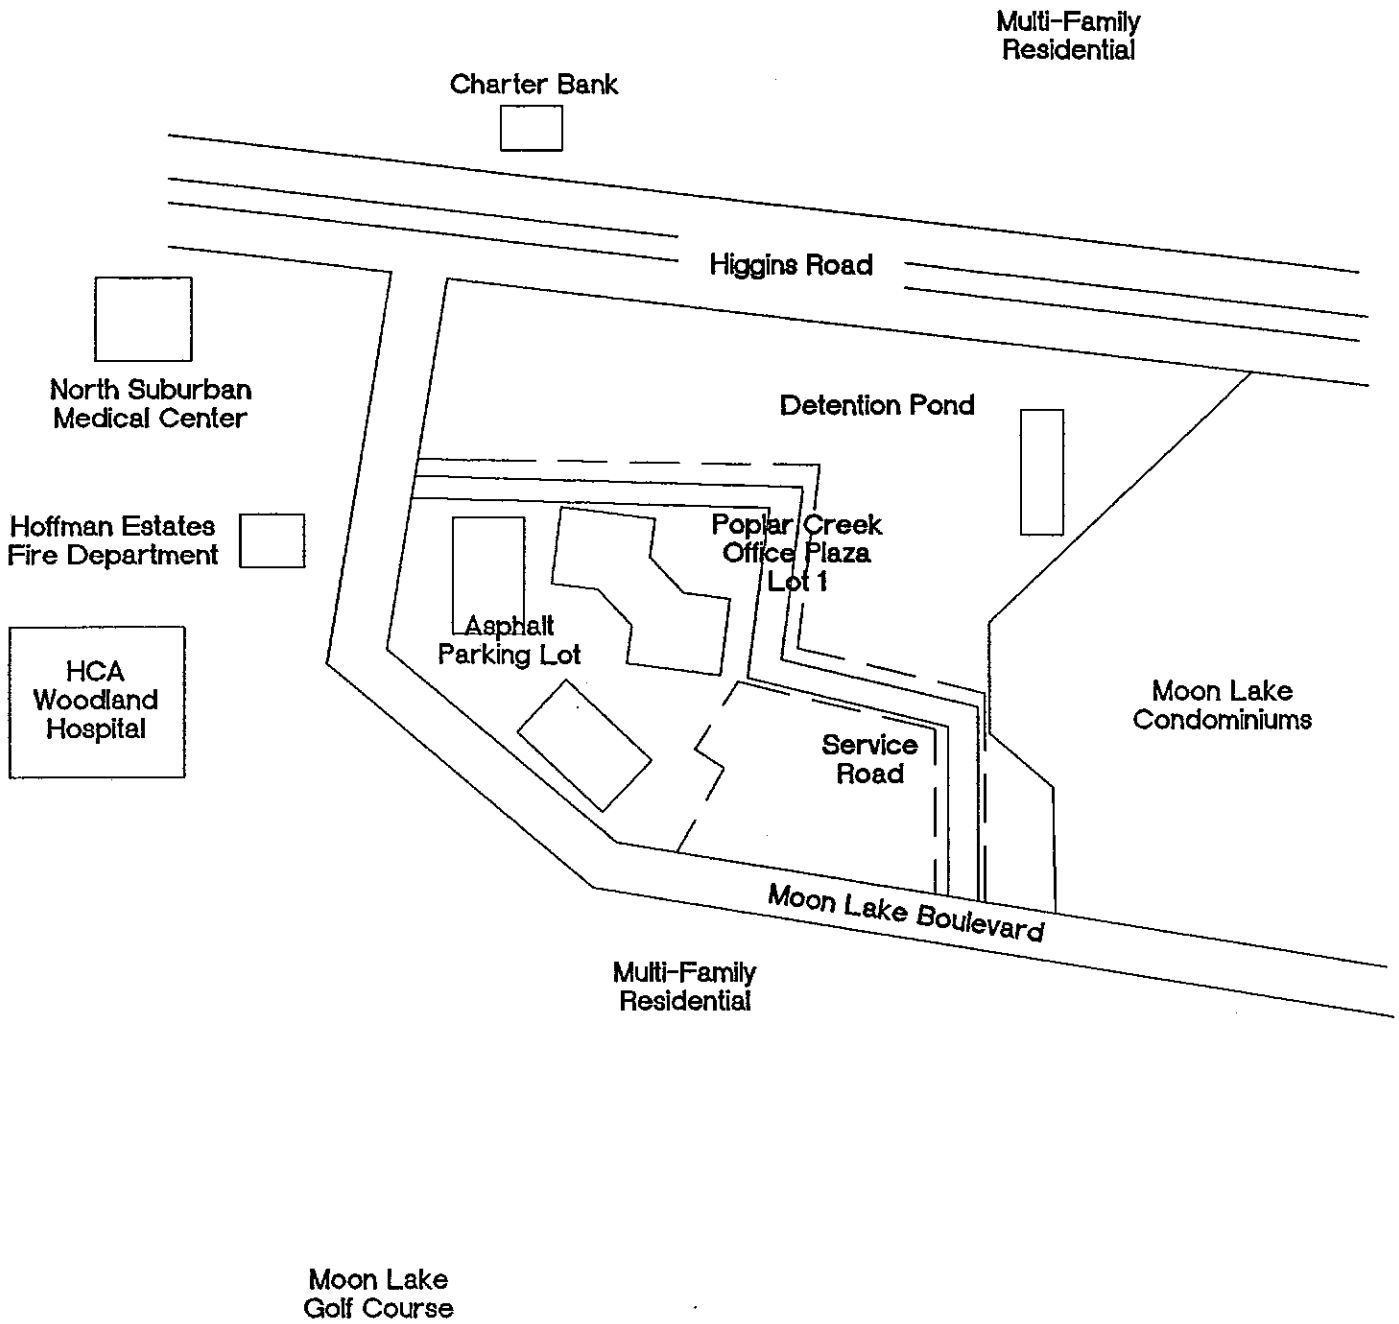 Multi-Family
Residential
Charter Bank
Higgins Road
North Suburban
Medical Center
Detention Pond
Hoffman Estates
Fire Department
Poplar Creek
Office Plaza
Lot 1
Asphalt
Parking Lot
HCA
Woodland
Hospital
Moon Lake
Condominiums
Service
Road
Moon Lake Boulevard
Multi-Family
Residential
Moon Lake
Golf Course